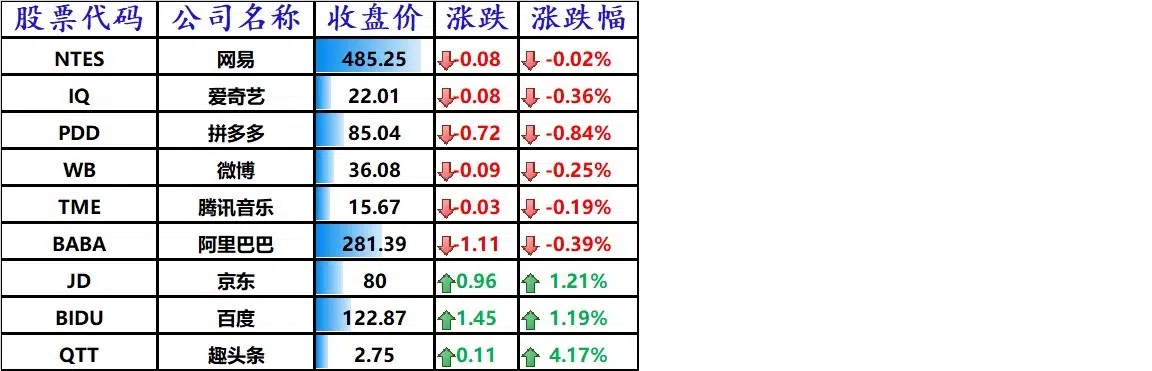 股票代码 公司名称 收盘价 涨跌 涨跌幅
NTES 网易 485.25 -0.08 -0.02%
IQ 爱奇艺 22.01 -0.08 -0.36%
PDD 拼多多 85.04 -0.72 -0.84%
WB 微博 36.08 -0.09 -0.25%
TME 腾讯音乐 15.67 -0.03 -0.19%
BABA 阿里巴巴 281.39 -1.11 -0.39%
JD 京东 80 0.96 1.21%
BIDU 百度 122.87 1.45 1.19%
QTT 趣头条 2.75 0.11 4.17%